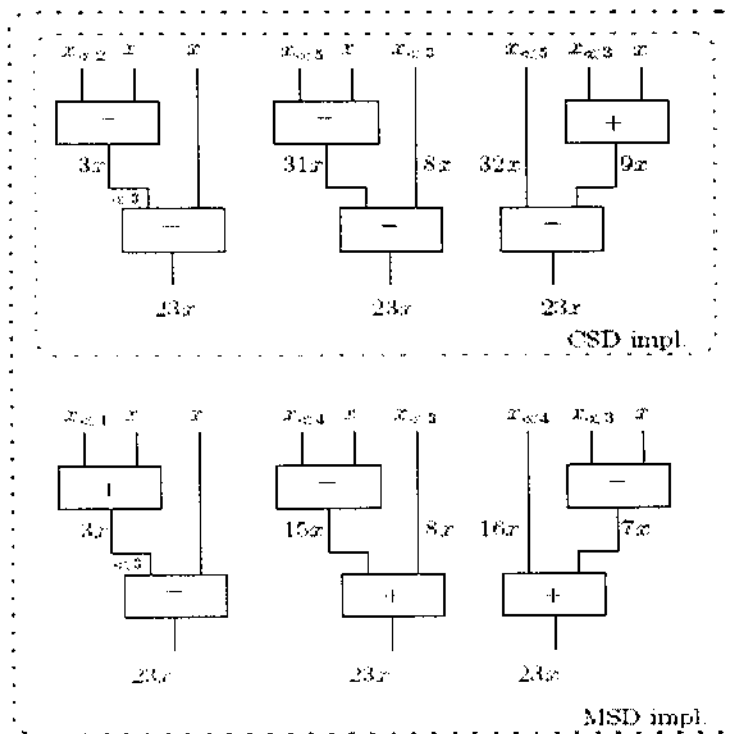 x≪2 x x x≪5 x x≪3 x≪5 x≪3 x
− − +
3x 31x 8x 32x 9x
≪3
− − −
23x 23x 23x
CSD impl.
x≪1 x x x≪4 x x≪3 x≪4 x≪3 x
+ − −
3x 15x 8x 16x 7x
≪3
− + +
23x 23x 23x
MSD impl.